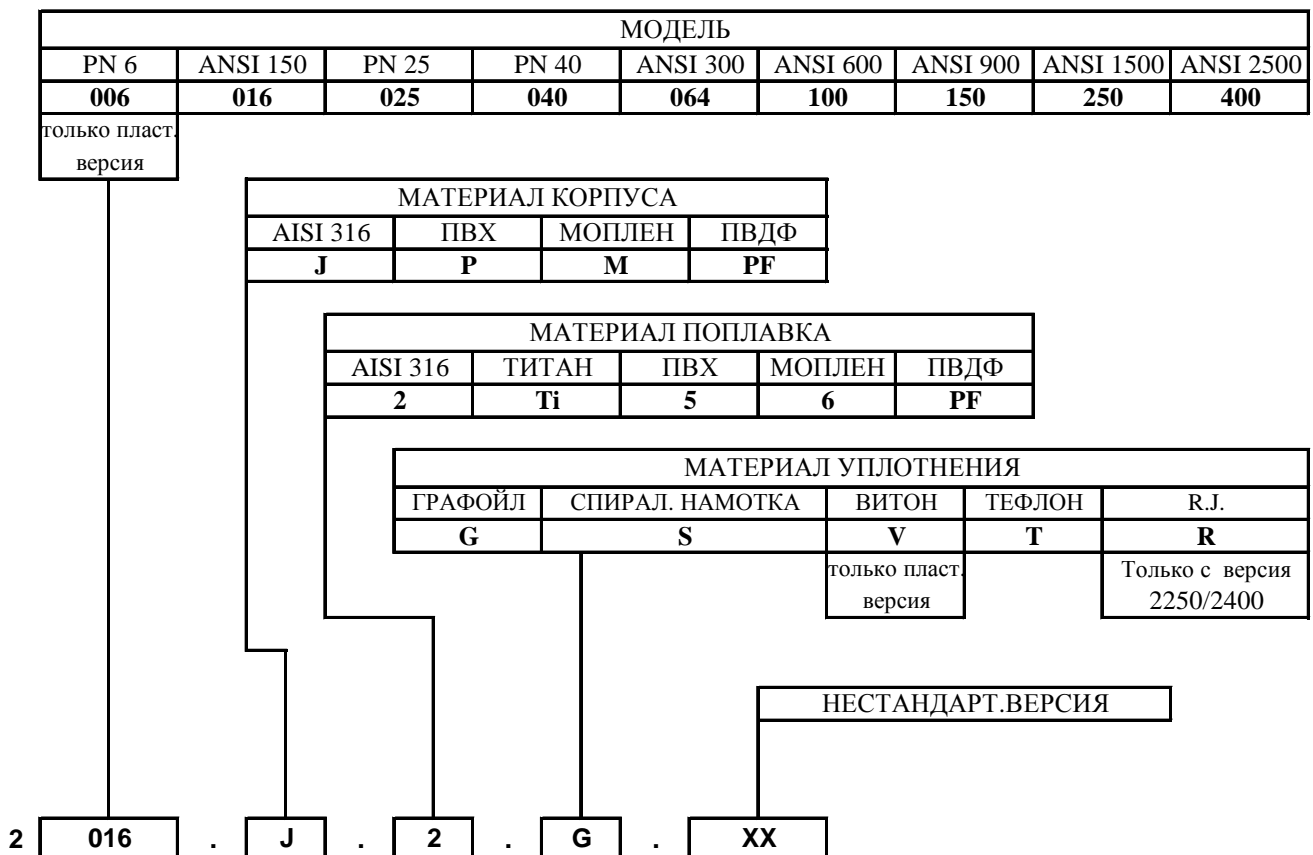 МОДЕЛЬ
PN 6 ANSI 150 PN 25 PN 40 ANSI 300 ANSI 600 ANSI 900 ANSI 1500 ANSI 2500
006 016 025 040 064 100 150 250 400
только пласт.
версия
МАТЕРИАЛ КОРПУСА
AISI 316 ПВХ МОПЛЕН ПВДФ
J P M PF
МАТЕРИАЛ ПОПЛАВКА
AISI 316 ТИТАН ПВХ МОПЛЕН ПВДФ
2 Ti 5 6 PF
МАТЕРИАЛ УПЛОТНЕНИЯ
ГРАФОЙЛ СПИРАЛ. НАМОТКА ВИТОН ТЕФЛОН R.J.
G S V T R
только пласт. Только с версия
версия 2250/2400
НЕСТАНДАРТ.ВЕРСИЯ
2 016 . J . 2 . G . XX